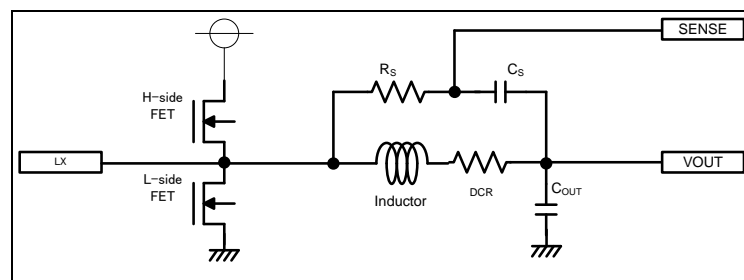 SENSE
RS
CS
H-side
FET
LX
VOUT
L-side
FET
Inductor
DCR
COUT